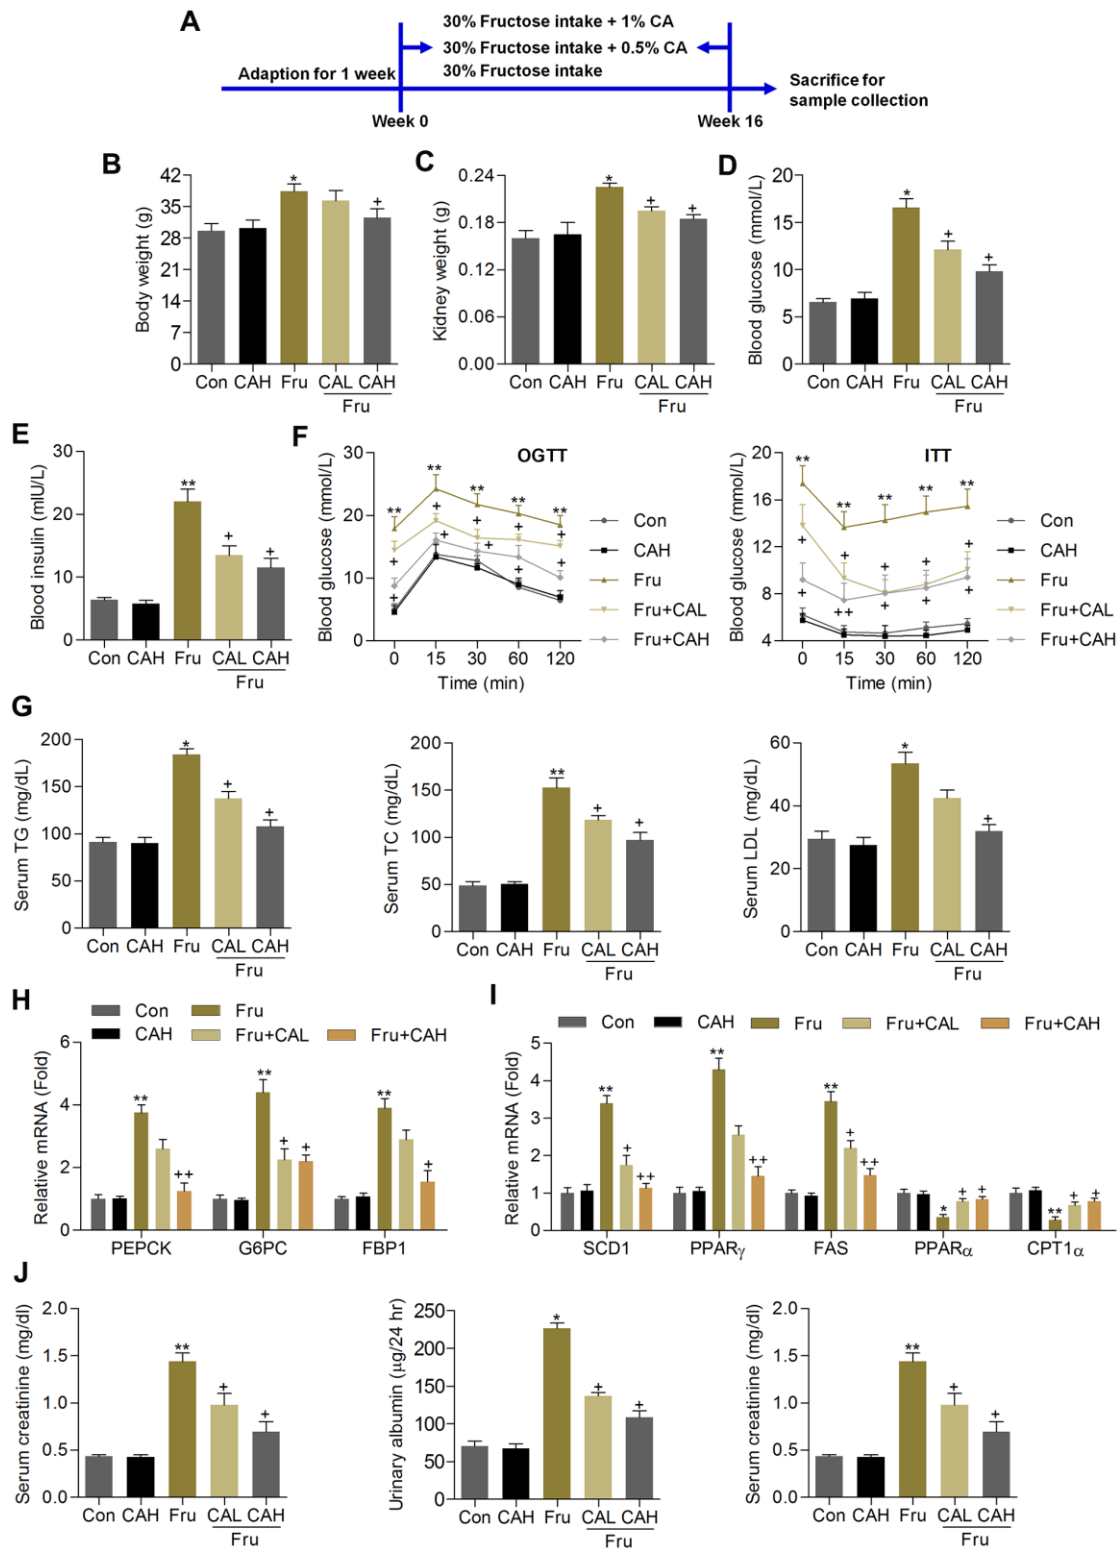 A
30% Fructose intake + 1% CA
30% Fructose intake + 0.5% CA
30% Fructose intake
Adaption for 1 week
Sacrifice for
sample collection
Week 0
Week 16
B
Body weight (g)
42
35
28
21
14
7
0
*
+
Con CAH Fru CAL CAH
Fru
C
Kidney weight (g)
0.24
0.18
0.12
0.06
0.00
*
+
+
Con CAH Fru CAL CAH
Fru
D
Blood glucose (mmol/L)
20
15
10
5
0
*
+
+
Con CAH Fru CAL CAH
Fru
E
Blood insulin (mIU/L)
30
20
10
0
**
+
+
Con CAH Fru CAL CAH
Fru
F
OGTT
Blood glucose (mmol/L)
30
20
10
0
** ** ** ** **
+ + + + +
+ + + + +
0 15 30 60 120
Time (min)
Con
CAH
Fru
Fru+CAL
Fru+CAH
ITT
Blood glucose (mmol/L)
20
16
12
8
4
** ** ** ** **
+ + + + +
+ ++ + + +
0 15 30 60 120
Time (min)
Con
CAH
Fru
Fru+CAL
Fru+CAH
G
Serum TG (mg/dL)
200
150
100
50
0
*
+
+
Con CAH Fru CAL CAH
Fru
Serum TC (mg/dL)
200
150
100
50
0
**
+
+
Con CAH Fru CAL CAH
Fru
Serum LDL (mg/dL)
60
40
20
0
*
+
Con CAH Fru CAL CAH
Fru
H
Con Fru
CAH Fru+CAL Fru+CAH
Relative mRNA (Fold)
6
4
2
0
** ++
** + +
** +
PEPCK G6PC FBP1
I
Con CAH Fru Fru+CAL Fru+CAH
Relative mRNA (Fold)
5
4
3
2
1
0
** + ++
** ++
** + ++
* + +
** + +
SCD1 PPARγ FAS PPARα CPT1α
J
Serum creatinine (mg/dl)
2.0
1.5
1.0
0.5
0.0
**
+
+
Con CAH Fru CAL CAH
Fru
Urinary albumin (μg/24 hr)
250
200
150
100
50
0
*
+
+
Con CAH Fru CAL CAH
Fru
Serum creatinine (mg/dl)
2.0
1.5
1.0
0.5
0.0
**
+
+
Con CAH Fru CAL CAH
Fru